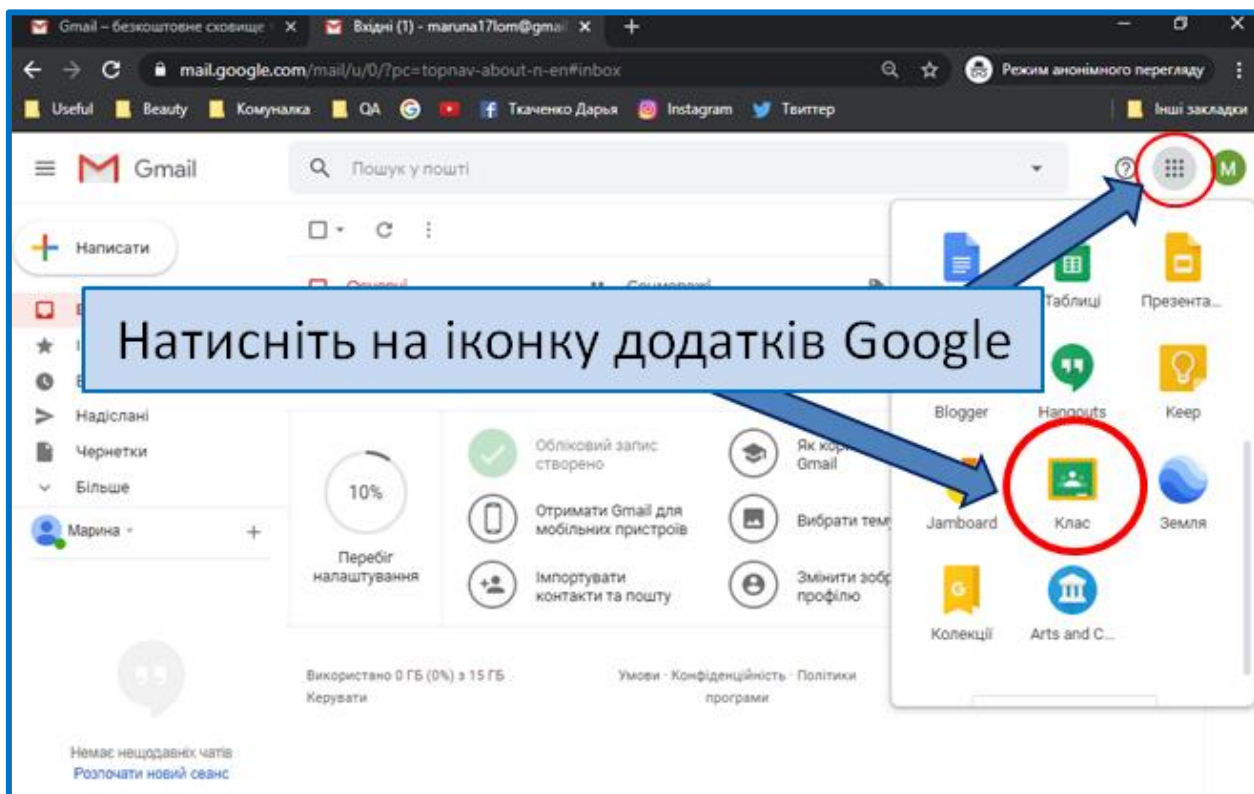 Gmail – безкоштовне сховище
Вхідні (1) - maruna17lom@gmai
mail.google.com/mail/u/0/?pc=topnav-about-n-en#inbox
Режим анонімного перегляду
Useful Beauty Комуналка QA Ткаченко Дарья Instagram Твиттер Інші закладки
Gmail
Пошук у пошті
M
Написати
Таблиці
Презента...
Натисніть на іконку додатків Google
Надіслані
Чернетки
Більше
Марина
10%
Перебіг
налаштування
Обліковий запис
створено
Отримати Gmail для
мобільних пристроїв
Імпортувати
контакти та пошту
Gmail
Вибрати тему
Змінити
профілю
Blogger
Hangouts
Keep
Jamboard
Клас
Земля
Колекції
Arts and C...
Використано 0 ГБ (0%) з 15 ГБ
Керувати
Умови · Конфіденційність · Політики
програми
Немає нещодавніх чатів
Розпочати новий сеанс